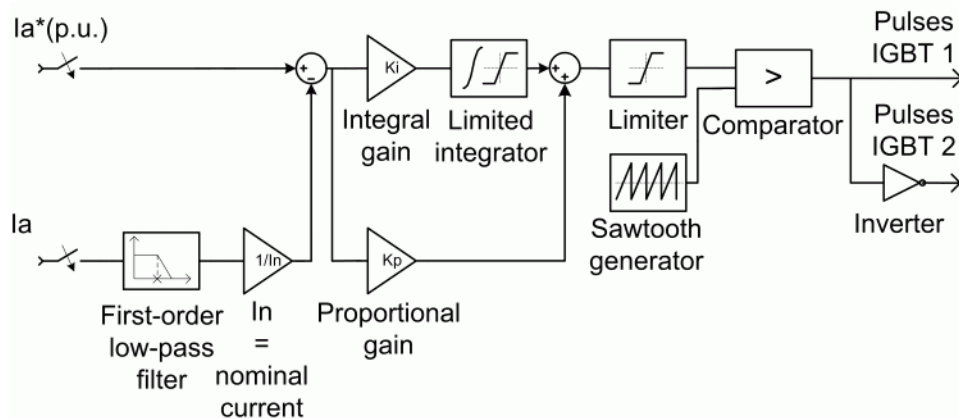 Ia*(p.u.)
Pulses
IGBT 1
Ki
Integral
gain
Limited
integrator
Limiter
>
Comparator
Pulses
IGBT 2
Inverter
Sawtooth
generator
Ia
1/In
Kp
First-order
low-pass
filter
In
=
nominal
current
Proportional
gain